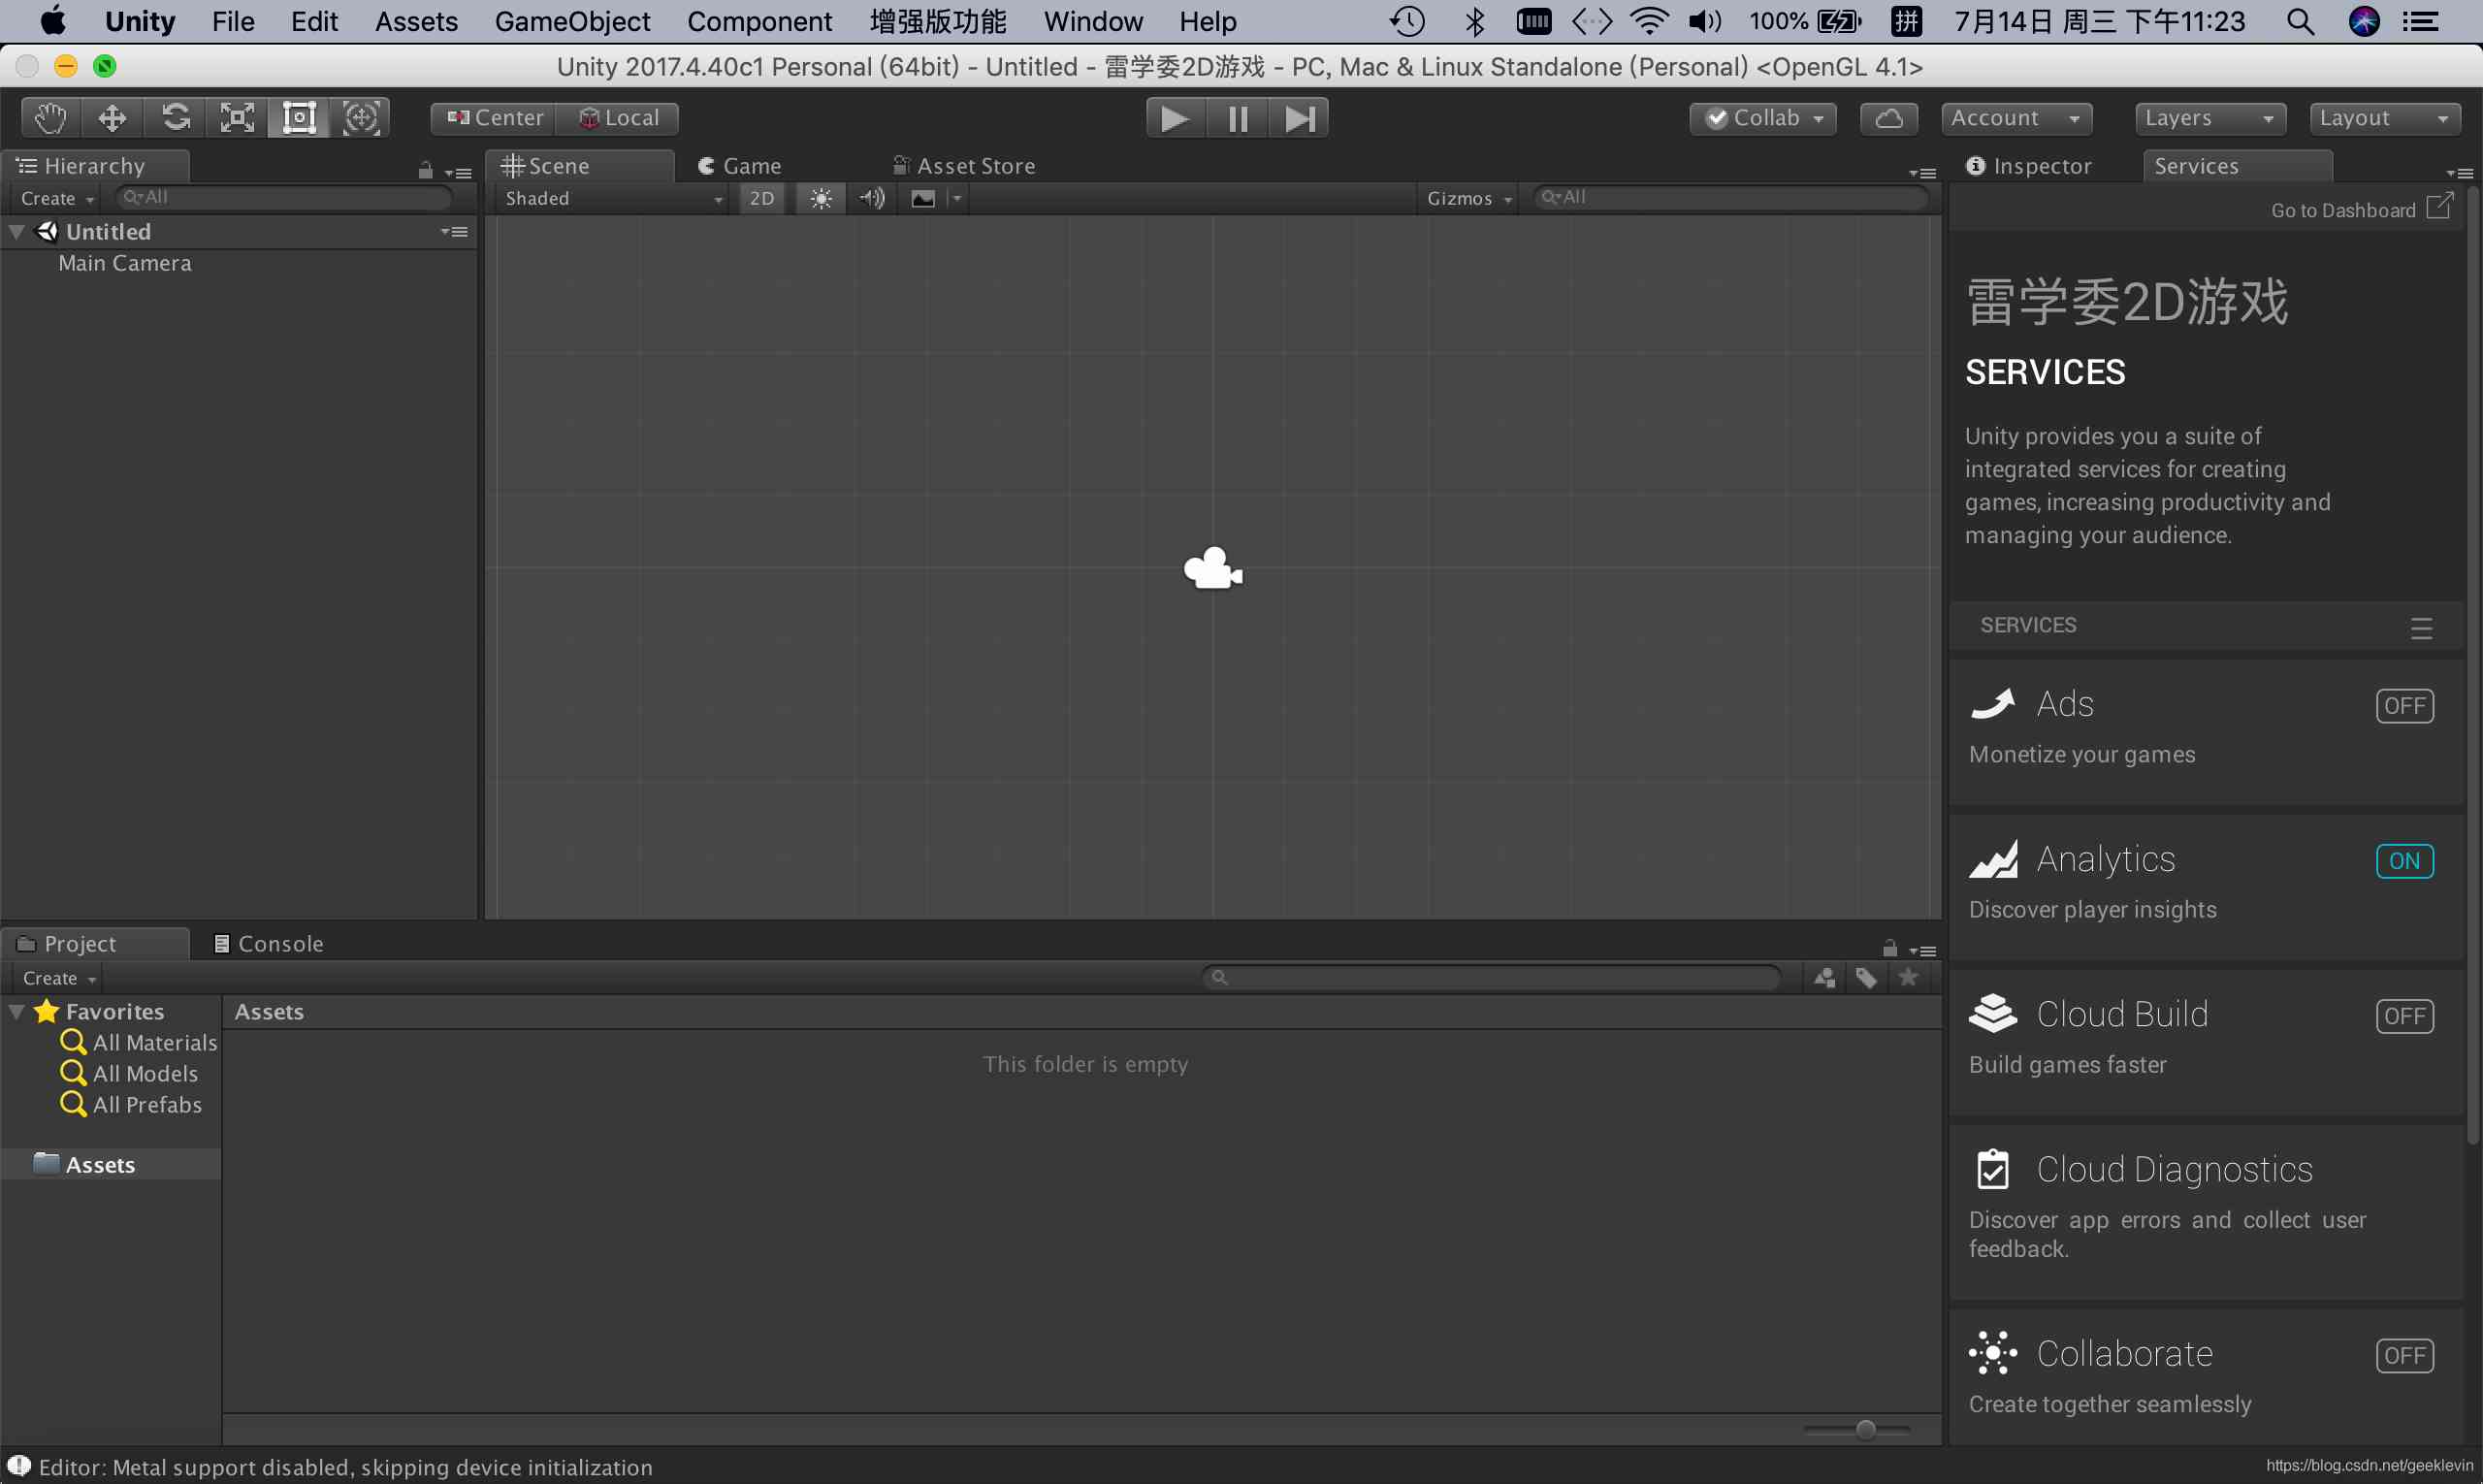 Unity File Edit Assets GameObject Component 增强版功能 Window Help 100% 拼 7月14日 周三 下午11:23
Unity 2017.4.40c1 Personal (64bit) - Untitled - 雷学委2D游戏 - PC, Mac & Linux Standalone (Personal) <OpenGL 4.1>
Center Local Collab Account Layers Layout
Hierarchy
Create All
Untitled
Main Camera
Scene Game Asset Store
Shaded 2D Gizmos All
Inspector Services
Go to Dashboard
雷学委2D游戏
SERVICES
Unity provides you a suite of
integrated services for creating
games, increasing productivity and
managing your audience.
SERVICES
Ads OFF
Monetize your games
Analytics ON
Discover player insights
Cloud Build OFF
Build games faster
Cloud Diagnostics
Discover app errors and collect user
feedback.
Collaborate OFF
Create together seamlessly
Project Console
Create
Favorites
All Materials
All Models
All Prefabs
Assets
Assets
This folder is empty
Editor: Metal support disabled, skipping device initialization
https://blog.csdn.net/geeklevin